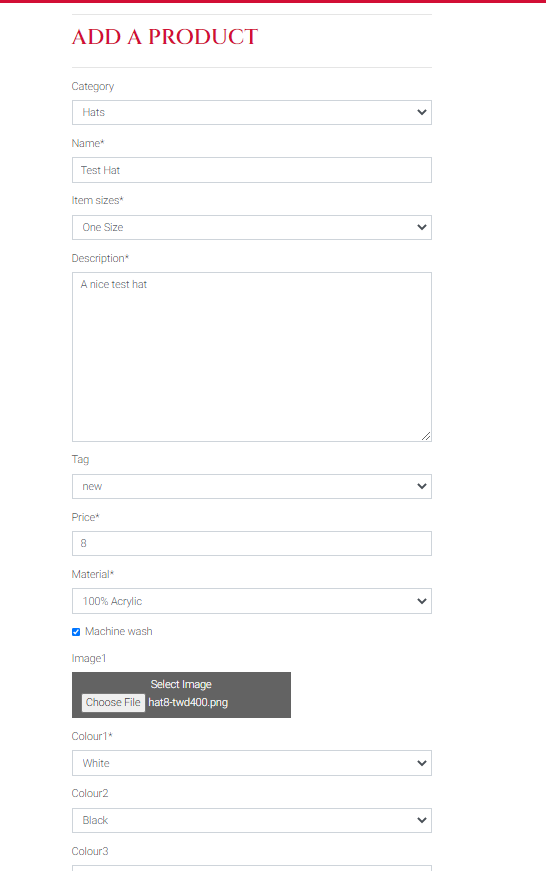 ADD A PRODUCT
Category
Hats
Name*
Test Hat
Item sizes*
One Size
Description*
A nice test hat
Tag
new
Price*
8
Material*
100% Acrylic
Machine wash
Image1
Select Image
Choose File hat8-twd400.png
Colour1*
White
Colour2
Black
Colour3